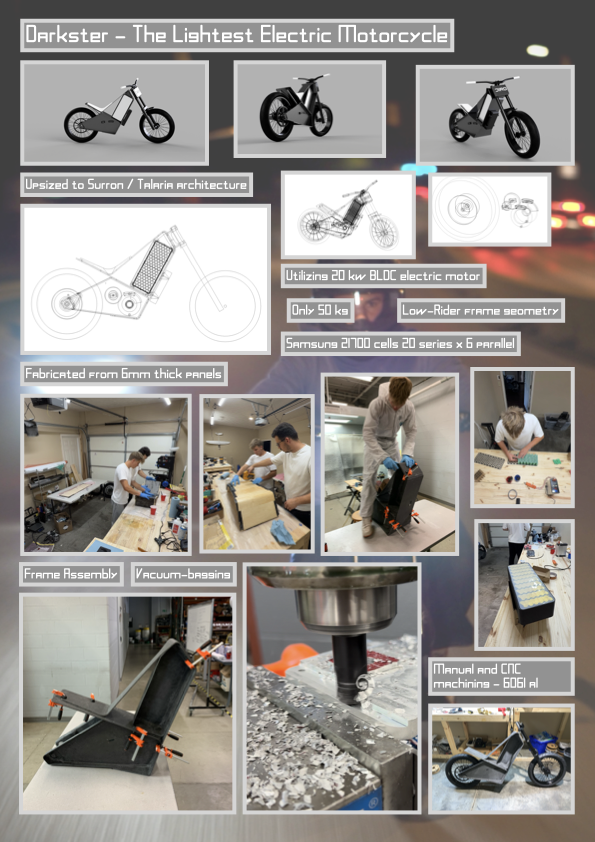 Darkster - The Lightest Electric Motorcycle
Upsized to Surron / Talaria architecture
Utilizing 20 kw BLDC electric motor
Only 50 kg
Low-Rider frame geometry
Samsung 21700 cells 20 series x 6 parallel
Fabricated from 6mm thick panels
Frame Assembly
Vacuum-bagging
Manual and CNC
machining - 6061 al